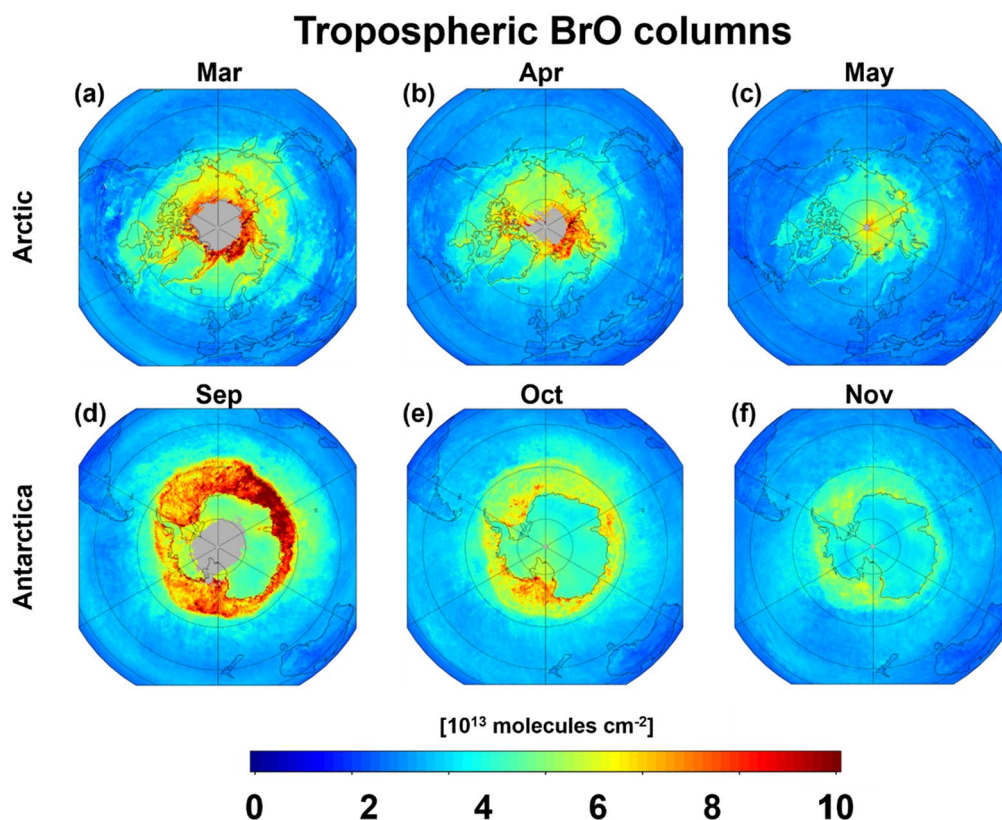 Tropospheric BrO columns
Mar Apr May
(a) (b) (c)
Arctic
Sep Oct Nov
(d) (e) (f)
Antarctica
[10¹³ molecules cm⁻²]
0 2 4 6 8 10